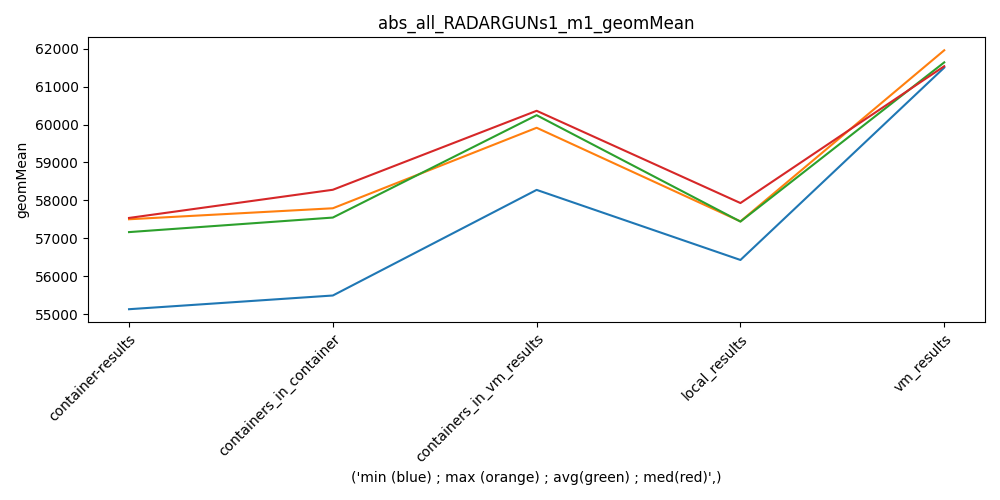 abs_all_RADARGUNs1_m1_geomMean
62000
61000
60000
59000
58000
57000
56000
55000
geomMean
container-results
containers_in_container
containers_in_vm_results
local_results
vm_results
('min (blue) ; max (orange) ; avg(green) ; med(red)',)